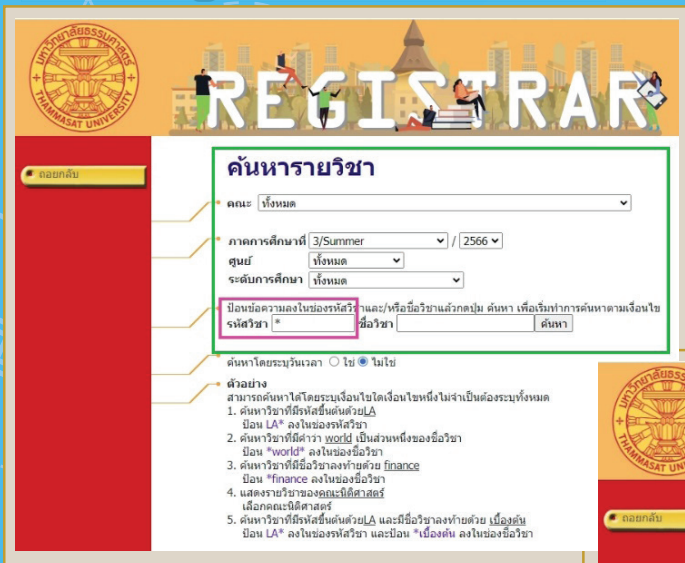 มหาวิทยาลัยธรรมศาสตร์
THAMMASAT UNIVERSITY
REGISTRAR
ถอยกลับ
ค้นหารายวิชา
คณะ ทั้งหมด
ภาคการศึกษาที่ 3/Summer / 2566
ศูนย์ ทั้งหมด
ระดับการศึกษา ทั้งหมด
ป้อนข้อความลงในช่องรหัสวิชาและ/หรือชื่อวิชาแล้วกดปุ่ม ค้นหา เพื่อเริ่มทำการค้นหาตามเงื่อนไข
รหัสวิชา * ชื่อวิชา ค้นหา
ค้นหาโดยระบุวันเวลา ใช่ ไม่ใช่
ตัวอย่าง
สามารถค้นหาได้โดยระบุเงื่อนไขใดเงื่อนไขหนึ่งไม่จำเป็นต้องระบุทั้งหมด
1. ค้นหาวิชาที่มีรหัสขึ้นต้นด้วยLA
ป้อน LA* ลงในช่องรหัสวิชา
2. ค้นหาวิชาที่มีคำว่า world เป็นส่วนหนึ่งของชื่อวิชา
ป้อน *world* ลงในช่องชื่อวิชา
3. ค้นหาวิชาที่มีชื่อวิชาลงท้ายด้วย finance
ป้อน *finance ลงในช่องชื่อวิชา
4. แสดงรายวิชาของคณะนิติศาสตร์
เลือกคณะนิติศาสตร์
5. ค้นหาวิชาที่มีรหัสขึ้นต้นด้วยLA และมีชื่อวิชาลงท้ายด้วย เบื้องต้น
ป้อน LA* ลงในช่องรหัสวิชา และป้อน *เบื้องต้น ลงในช่องชื่อวิชา
ถอยกลับ